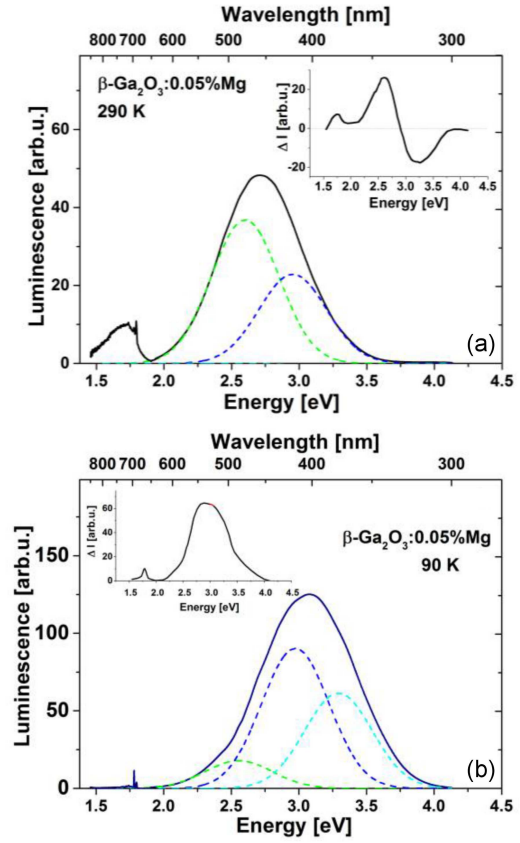 Wavelength [nm]
800 700 600 500 400 300
β-Ga₂O₃:0.05%Mg
290 K
Luminescence [arb.u.]
60
40
20
0
Δ I [arb.u.]
20
0
-20
1.5 2.0 2.5 3.0 3.5 4.0 4.5
Energy [eV]
(a)
1.5 2.0 2.5 3.0 3.5 4.0 4.5
Energy [eV]
Wavelength [nm]
800 700 600 500 400 300
β-Ga₂O₃:0.05%Mg
90 K
Luminescence [arb.u.]
150
100
50
0
Δ I [arb.u.]
60
40
20
0
1.5 2.0 2.5 3.0 3.5 4.0 4.5
Energy [eV]
(b)
1.5 2.0 2.5 3.0 3.5 4.0 4.5
Energy [eV]